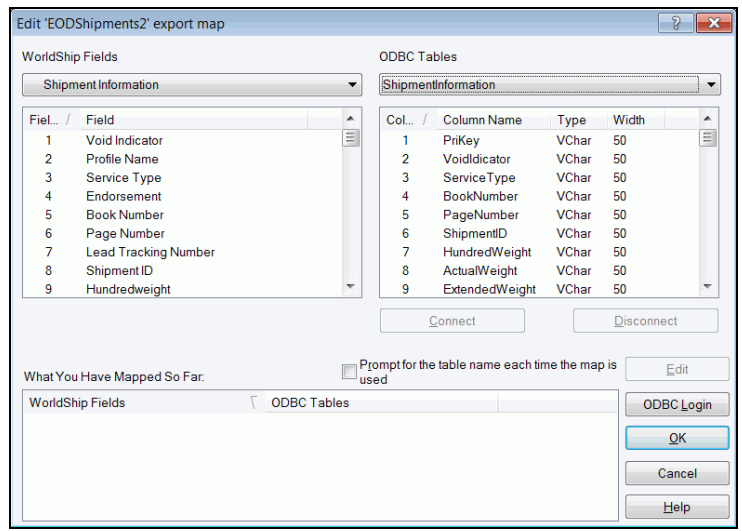 Edit 'EODShipments2' export map
WorldShip Fields
Shipment Information
Fiel... / Field
1 Void Indicator
2 Profile Name
3 Service Type
4 Endorsement
5 Book Number
6 Page Number
7 Lead Tracking Number
8 Shipment ID
9 Hundredweight
ODBC Tables
ShipmentInformation
Col... / Column Name Type Width
1 PriKey VChar 50
2 VoidIdicator VChar 50
3 ServiceType VChar 50
4 BookNumber VChar 50
5 PageNumber VChar 50
6 ShipmentID VChar 50
7 HundredWeight VChar 50
8 ActualWeight VChar 50
9 ExtendedWeight VChar 50
Connect Disconnect
What You Have Mapped So Far:
Prompt for the table name each time the map is
used
Edit
WorldShip Fields ODBC Tables
ODBC Login
OK
Cancel
Help